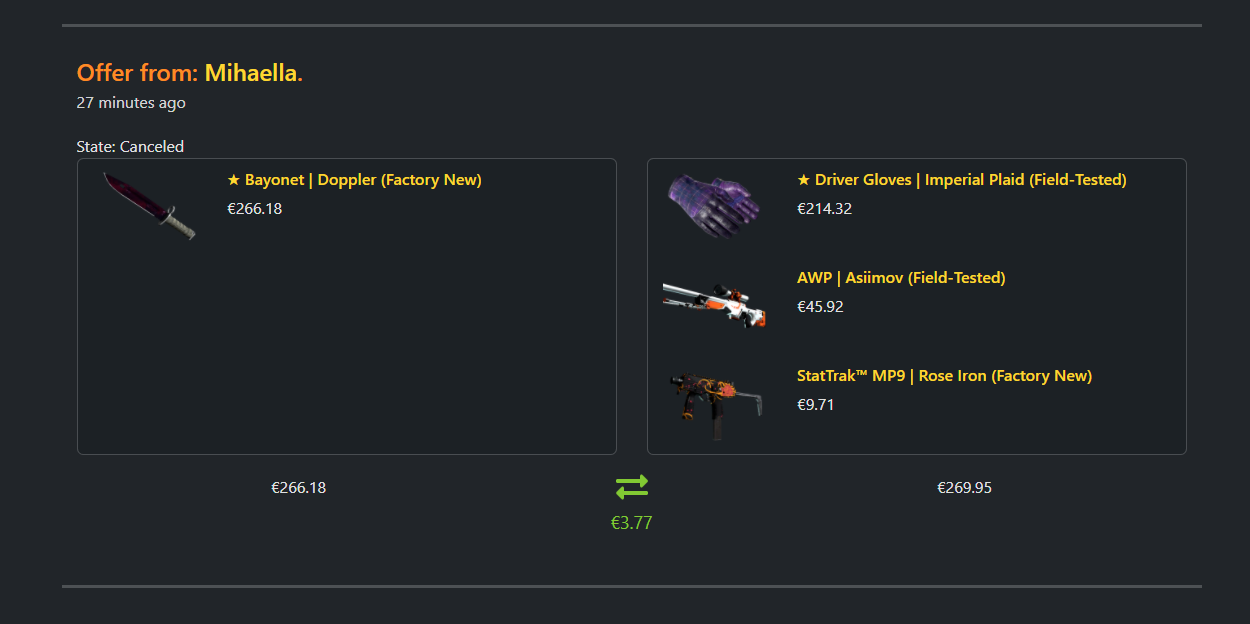 Offer from: Mihaella.
27 minutes ago
State: Canceled
★ Bayonet | Doppler (Factory New)
€266.18
★ Driver Gloves | Imperial Plaid (Field-Tested)
€214.32
AWP | Asiimov (Field-Tested)
€45.92
StatTrak™ MP9 | Rose Iron (Factory New)
€9.71
€266.18
€269.95
€3.77